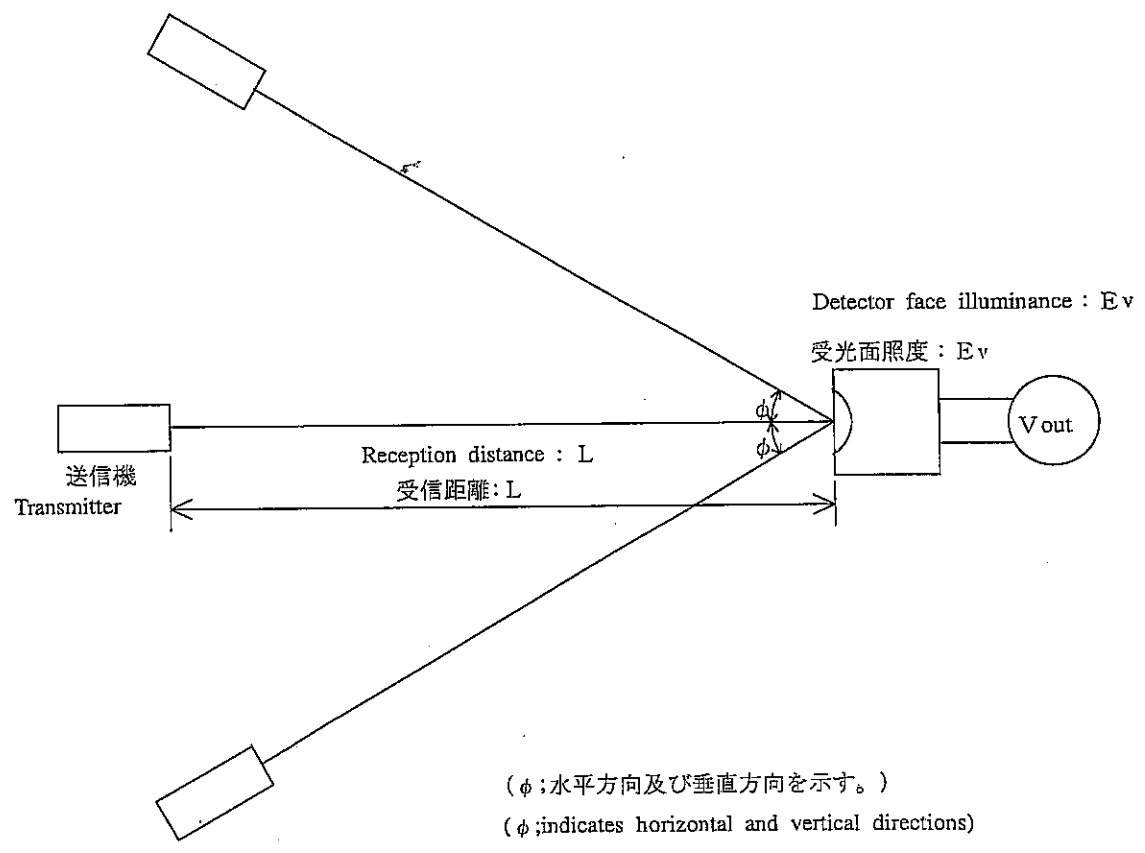 Detector face illuminance : Ev
受光面照度 : Ev
φ
Vout
φ
Reception distance : L
受信距離 : L
送信機
Transmitter
(φ ;水平方向及び垂直方向を示す。)
(φ ;indicates horizontal and vertical directions)